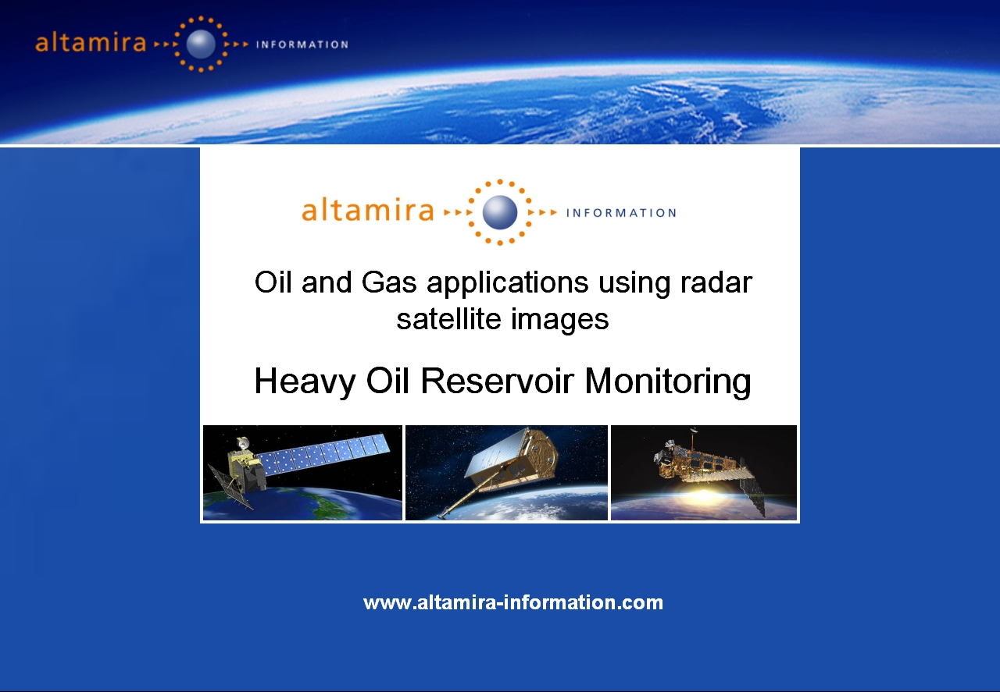 altamira INFORMATION
altamira INFORMATION
Oil and Gas applications using radar
satellite images
Heavy Oil Reservoir Monitoring
www.altamira-information.com